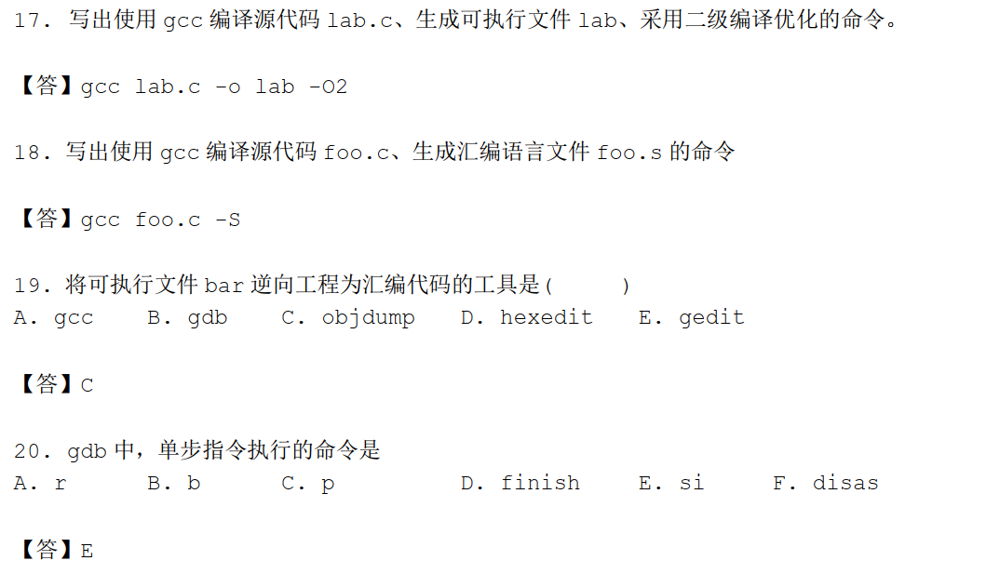 17. 写出使用 gcc 编译源代码 lab.c、生成可执行文件 lab、采用二级编译优化的命令。
【答】gcc lab.c -o lab -O2
18. 写出使用 gcc 编译源代码 foo.c、生成汇编语言文件 foo.s 的命令
【答】gcc foo.c -S
19. 将可执行文件 bar 逆向工程为汇编代码的工具是( )
A. gcc B. gdb C. objdump D. hexedit E. gedit
【答】C
20. gdb 中，单步指令执行的命令是
A. r B. b C. p D. finish E. si F. disas
【答】E